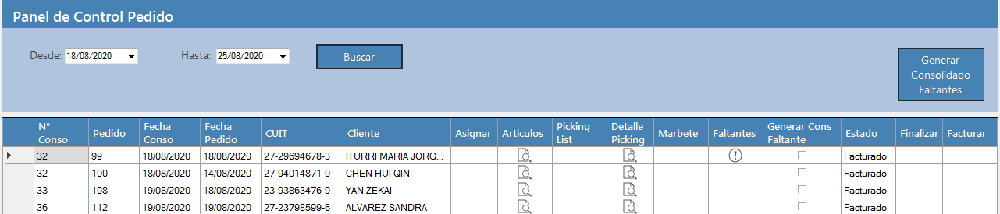 Panel de Control Pedido
Desde: 18/08/2020 Hasta: 25/08/2020 Buscar
Generar
Consolidado
Faltantes
N° Conso Pedido Fecha Conso Fecha Pedido CUIT Cliente Asignar Articulos Picking List Detalle Picking Marbete Faltantes Generar Cons Faltante Estado Finalizar Facturar
32 99 18/08/2020 18/08/2020 27-29694678-3 ITURRI MARIA JORG... Facturado
32 100 18/08/2020 14/08/2020 27-94014871-0 CHEN HUI QIN Facturado
33 108 19/08/2020 18/08/2020 23-93863476-9 YAN ZEKAI Facturado
36 112 19/08/2020 19/08/2020 27-23798599-6 ALVAREZ SANDRA Facturado